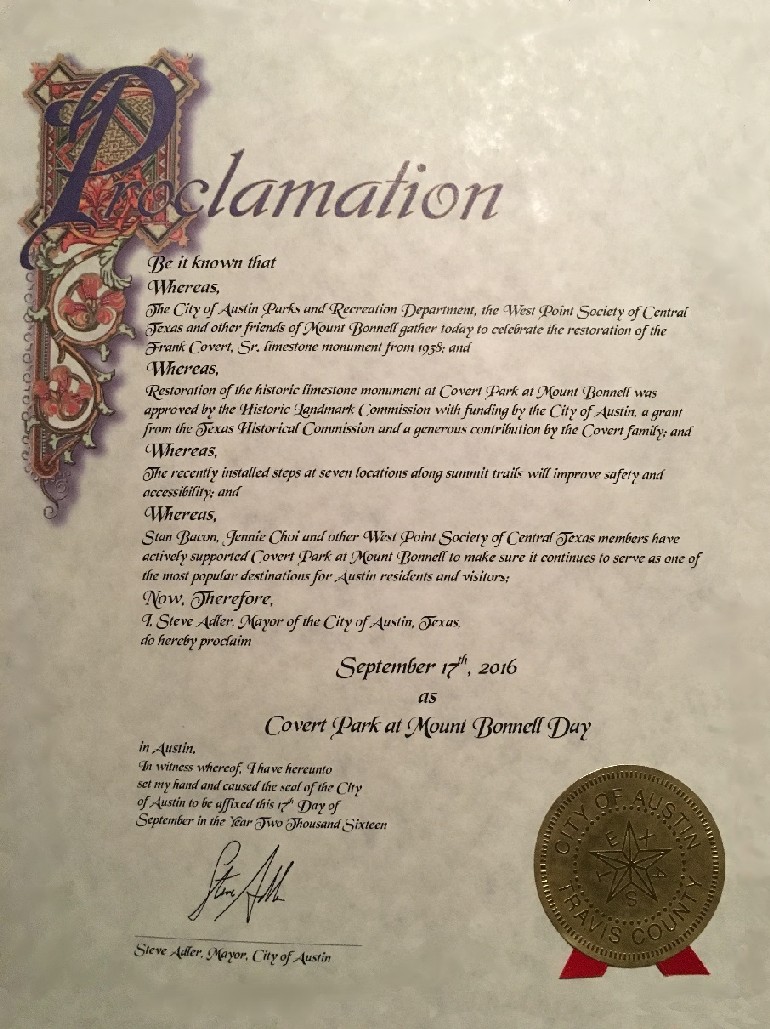 Proclamation
Be it known that
Whereas,
The City of Austin Parks and Recreation Department, the West Point Society of Central
Texas and other friends of Mount Bonnell gather today to celebrate the restoration of the
Frank Covert, Sr. limestone monument from 1938; and
Whereas,
Restoration of the historic limestone monument at Covert Park at Mount Bonnell was
approved by the Historic Landmark Commission with funding by the City of Austin, a grant
from the Texas Historical Commission and a generous contribution by the Covert family; and
Whereas,
The recently installed steps at seven locations along summit trails will improve safety and
accessibility; and
Whereas,
Stan Bacon, Jennie Choi and other West Point Society of Central Texas members have
actively supported Covert Park at Mount Bonnell to make sure it continues to serve as one of
the most popular destinations for Austin residents and visitors;
Now, Therefore,
I, Steve Adler, Mayor of the City of Austin, Texas,
do hereby proclaim
September 17th, 2016
as
Covert Park at Mount Bonnell Day
in Austin.
In witness whereof, I have hereunto
set my hand and caused the seal of the City
of Austin to be affixed this 17th Day of
September in the Year Two Thousand Sixteen
Steve Adler
Steve Adler, Mayor, City of Austin
CITY OF AUSTIN
TEXAS
TRAVIS COUNTY